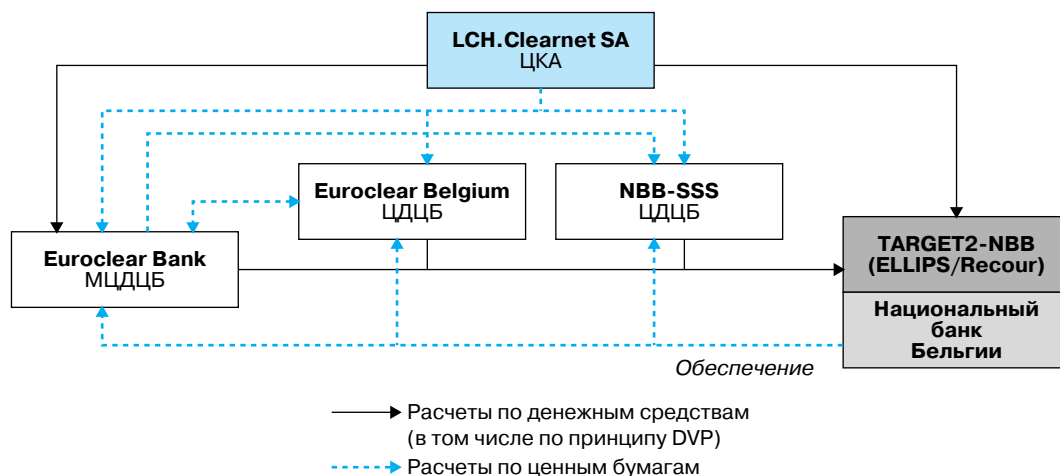 LCH.Clearnet SA
ЦКА
Euroclear Belgium
ЦДЦБ
NBB-SSS
ЦДЦБ
Euroclear Bank
МЦДЦБ
TARGET2-NBB
(ELLIPS/Recour)
Национальный
банк
Бельгии
Обеспечение
Расчеты по денежным средствам
(в том числе по принципу DVP)
Расчеты по ценным бумагам